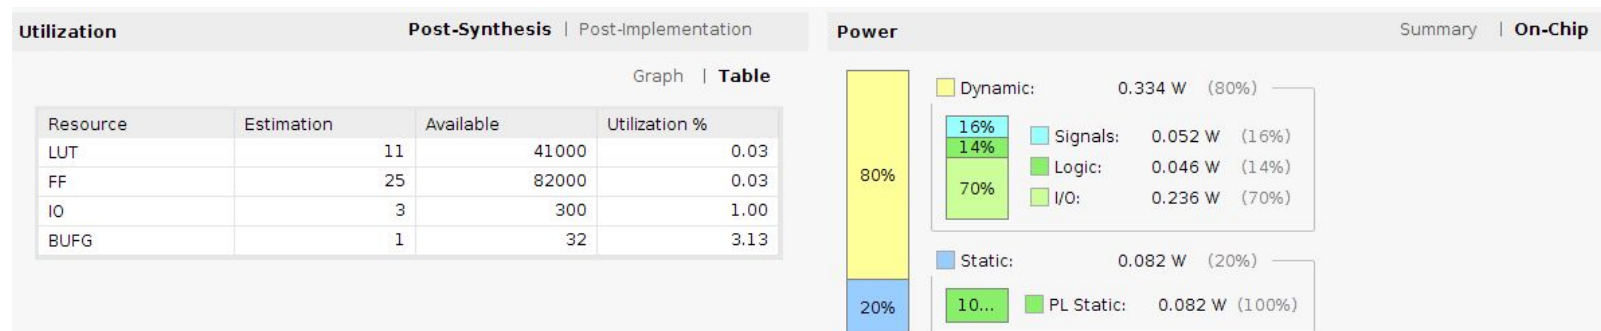 Utilization Post-Synthesis | Post-Implementation
Graph | Table
Resource Estimation Available Utilization %
LUT 11 41000 0.03
FF 25 82000 0.03
IO 3 300 1.00
BUFG 1 32 3.13
Power Summary | On-Chip
80%
20%
Dynamic: 0.334 W (80%)
16% Signals: 0.052 W (16%)
14% Logic: 0.046 W (14%)
70% I/O: 0.236 W (70%)
Static: 0.082 W (20%)
10... PL Static: 0.082 W (100%)